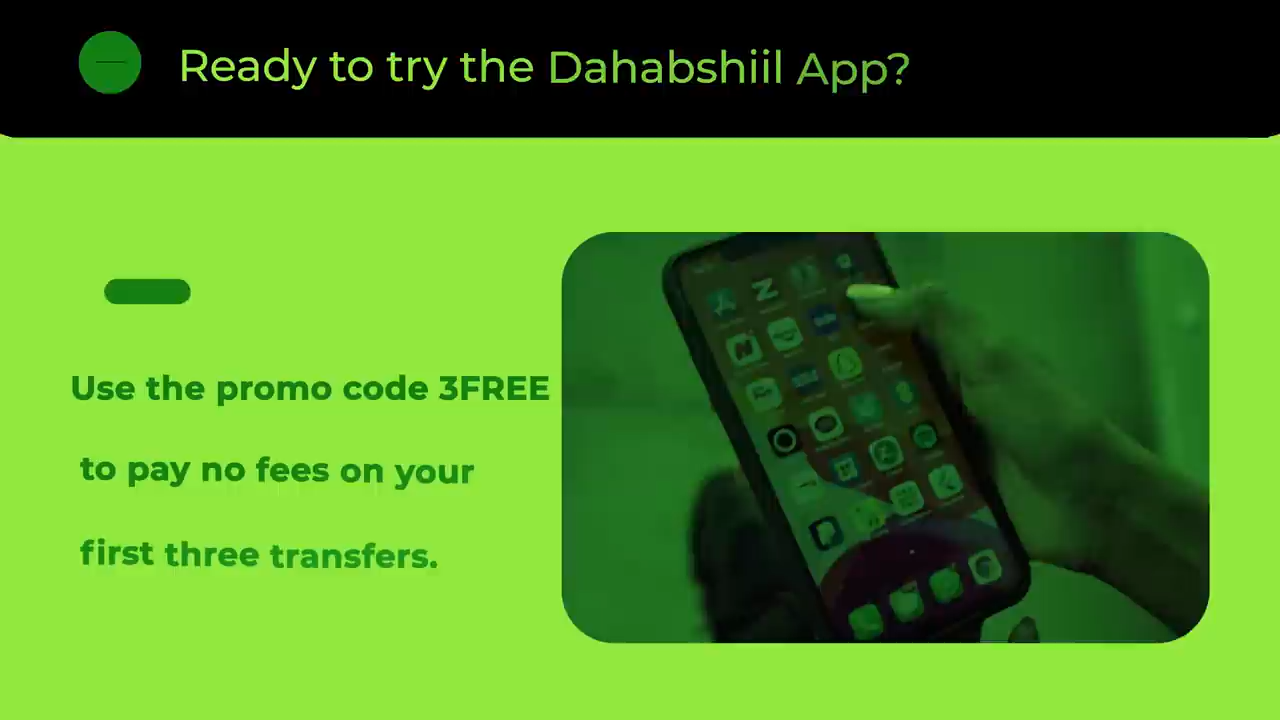 Ready to try the Dahabshiil App?
Use the promo code 3FREE
to pay no fees on your
first three transfers.